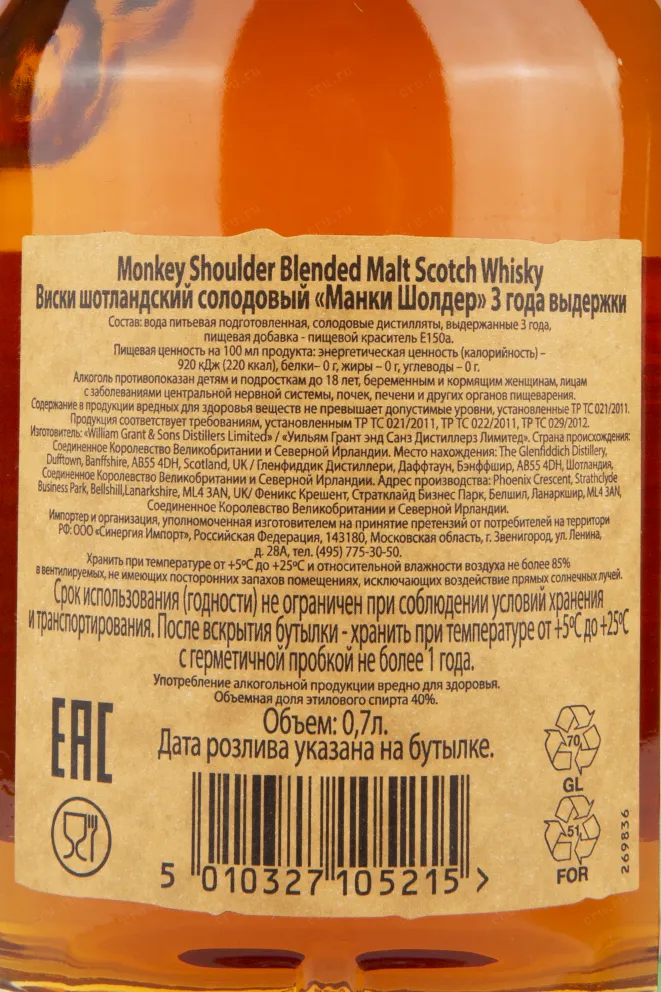 Monkey Shoulder Blended Malt Scotch Whisky
Виски шотландский солодовый «Манки Шолдер» 3 года выдержки
Состав: вода питьевая подготовленная, солодовые дистилляты, выдержанные 3 года,
пищевая добавка - пищевой краситель Е150а.
Пищевая ценность на 100 мл продукта: энергетическая ценность (калорийность) –
920 кДж (220 ккал), белки– 0 г, жиры – 0 г, углеводы – 0 г.
Алкоголь противопоказан детям и подросткам до 18 лет, беременным и кормящим женщинам, лицам
с заболеваниями центральной нервной системы, почек, печени и других органов пищеварения.
Содержание в продукции вредных для здоровья веществ не превышает допустимые уровни, установленные ТР ТС 021/2011.
Продукция соответствует требованиям, установленным ТР ТС 021/2011, ТР ТС 022/2011, ТР ТС 029/2012.
Изготовитель: «William Grant & Sons Distillers Limited» / «Уильям Грант энд Санз Дистиллерз Лимитед». Страна происхождения:
Соединенное Королевство Великобритании и Северной Ирландии. Место нахождения: The Glenfiddich Distillery,
Dufftown, Banffshire, AB55 4DH, Scotland, UK / Гленфиддик Дистиллери, Даффтаун, Бэнффшир, AB55 4DH, Шотландия,
Соединенное Королевство Великобритании и Северной Ирландии. Адрес производства: Phoenix Crescent, Strathclyde
Business Park, Bellshill, Lanarkshire, ML4 3AN, UK/ Феникс Крешент, Стратклайд Бизнес Парк, Белшил, Ланаркшир, ML4 3AN,
Соединенное Королевство Великобритании и Северной Ирландии.
Импортер и организация, уполномоченная изготовителем на принятие претензий от потребителей на территори
РФ: ООО «Синергия Импорт», Российская Федерация, 143180, Московская область, г. Звенигород, ул. Ленина,
д. 28А, тел. (495) 775-30-50.
Хранить при температуре от +5°С до +25°С и относительной влажности воздуха не более 85%
в вентилируемых, не имеющих посторонних запахов помещениях, исключающих воздействие прямых солнечных лучей.
Срок использования (годности) не ограничен при соблюдении условий хранения
и транспортирования. После вскрытия бутылки - хранить при температуре от +5°С до +25°С
с герметичной пробкой не более 1 года.
Употребление алкогольной продукции вредно для здоровья.
Объемная доля этилового спирта 40%.
Объем: 0,7л.
Дата розлива указана на бутылке.
EAC
70
GL
51
FOR
269836
5 010327 105215 >